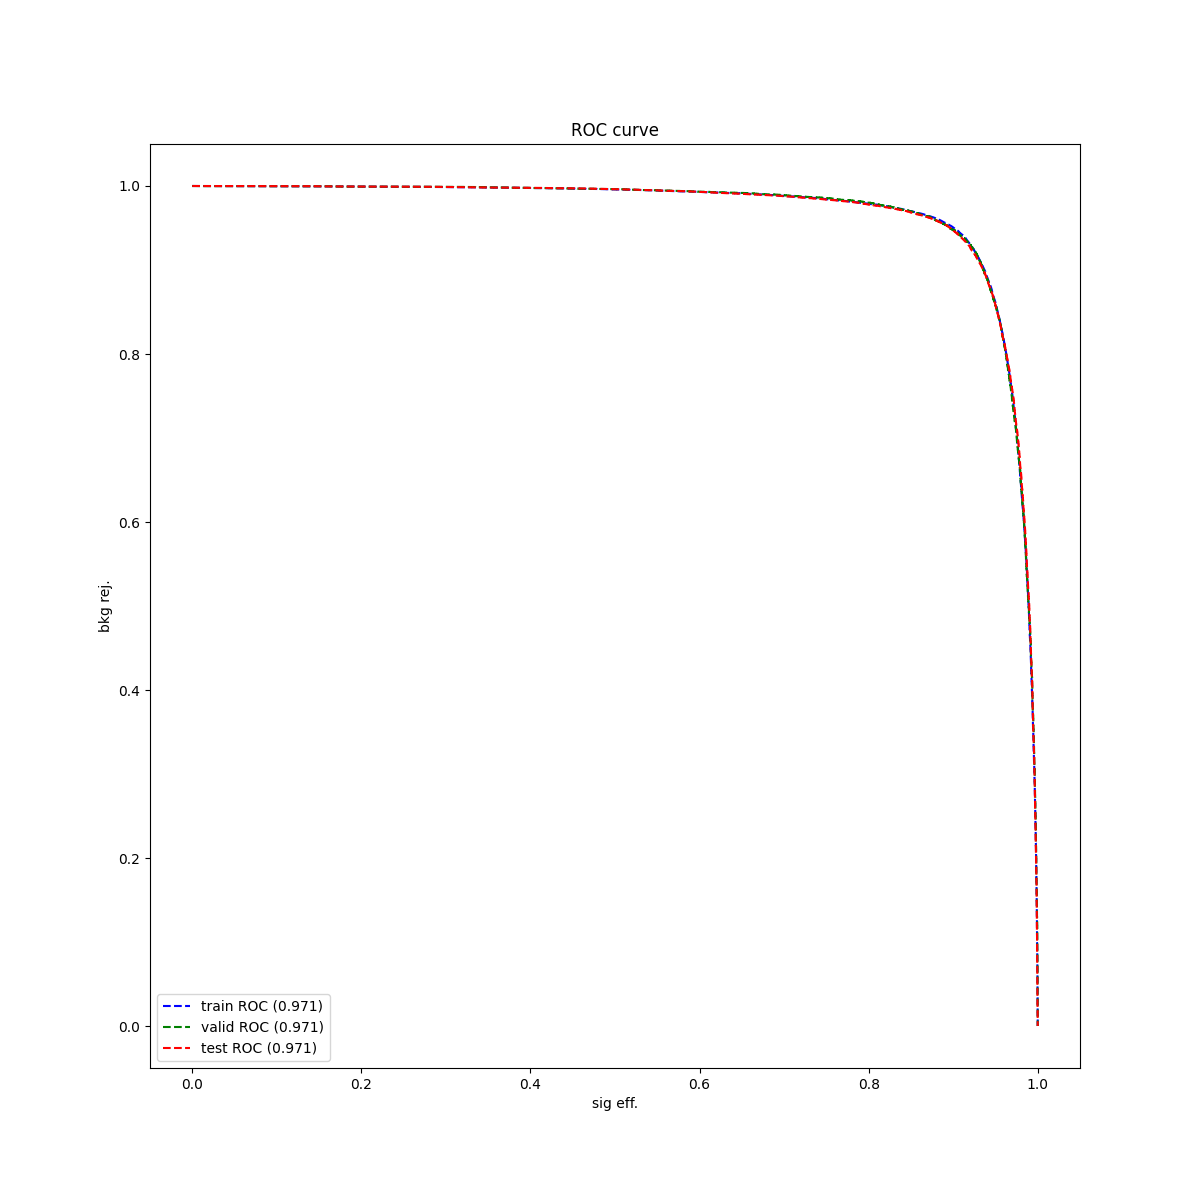 ROC curve
1.0
0.8
0.6
0.4
0.2
0.0
bkg rej.
train ROC (0.971)
valid ROC (0.971)
test ROC (0.971)
0.0 0.2 0.4 0.6 0.8 1.0
sig eff.